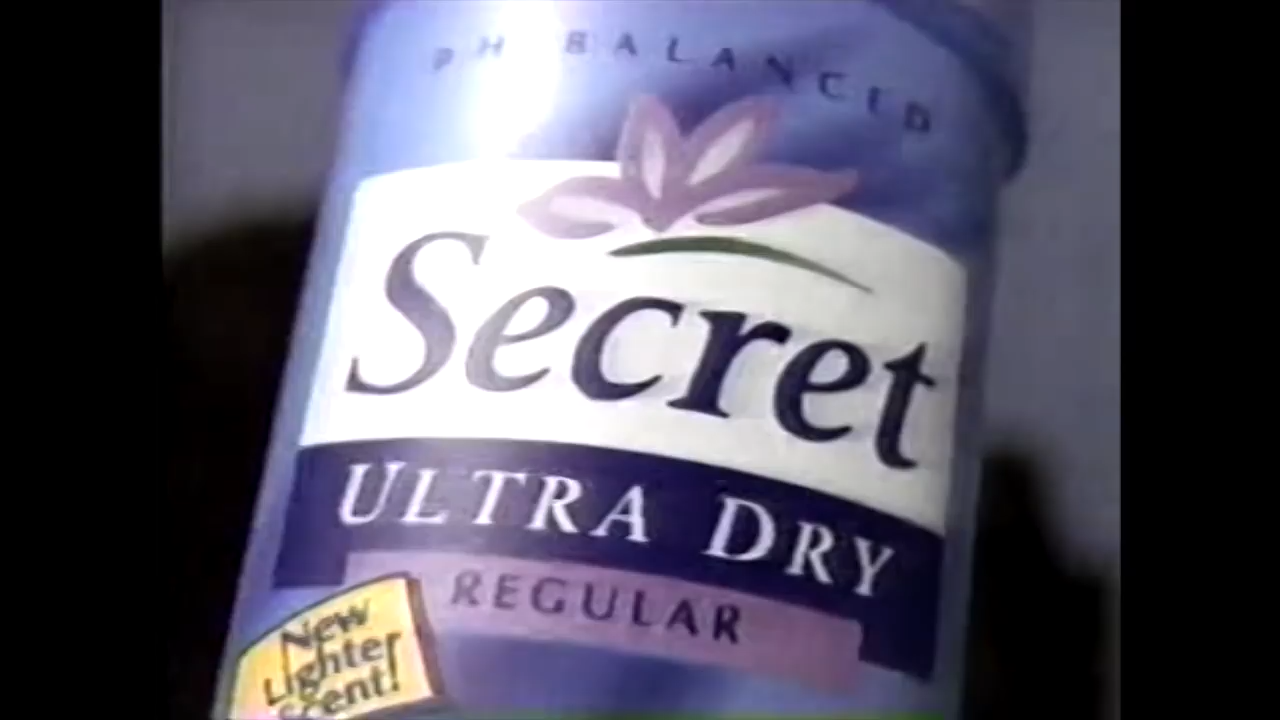 PH BALANCED
Secret
ULTRA DRY
REGULAR
New
Lighter
Scent!